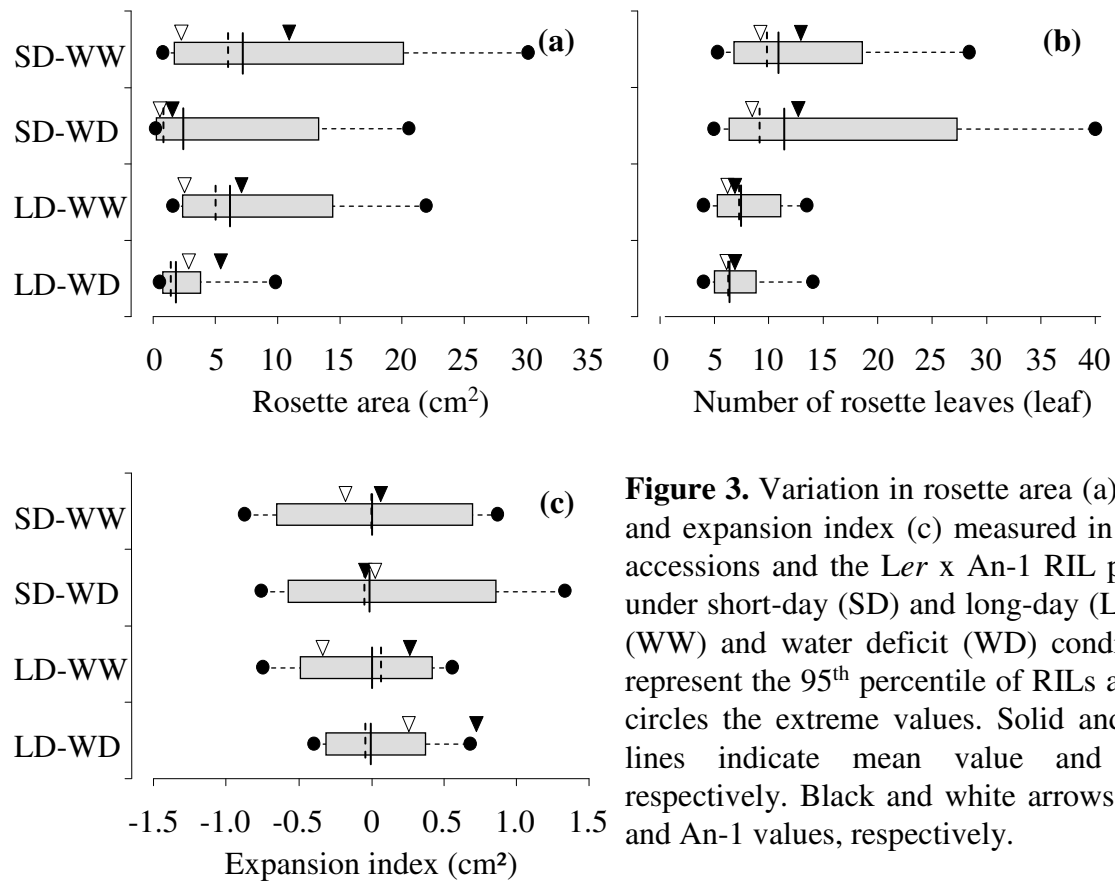 (a)
SD-WW
SD-WD
LD-WW
LD-WD
0 5 10 15 20 25 30 35
Rosette area (cm²)
(b)
0 5 10 15 20 25 30 35 40
Number of rosette leaves (leaf)
(c)
SD-WW
SD-WD
LD-WW
LD-WD
-1.5 -1.0 -0.5 0 0.5 1.0 1.5
Expansion index (cm²)
Figure 3. Variation in rosette area (a)
and expansion index (c) measured in
accessions and the Ler x An-1 RIL p
under short-day (SD) and long-day (L
(WW) and water deficit (WD) condi
represent the 95th percentile of RILs a
circles the extreme values. Solid and
lines indicate mean value and
respectively. Black and white arrows
and An-1 values, respectively.